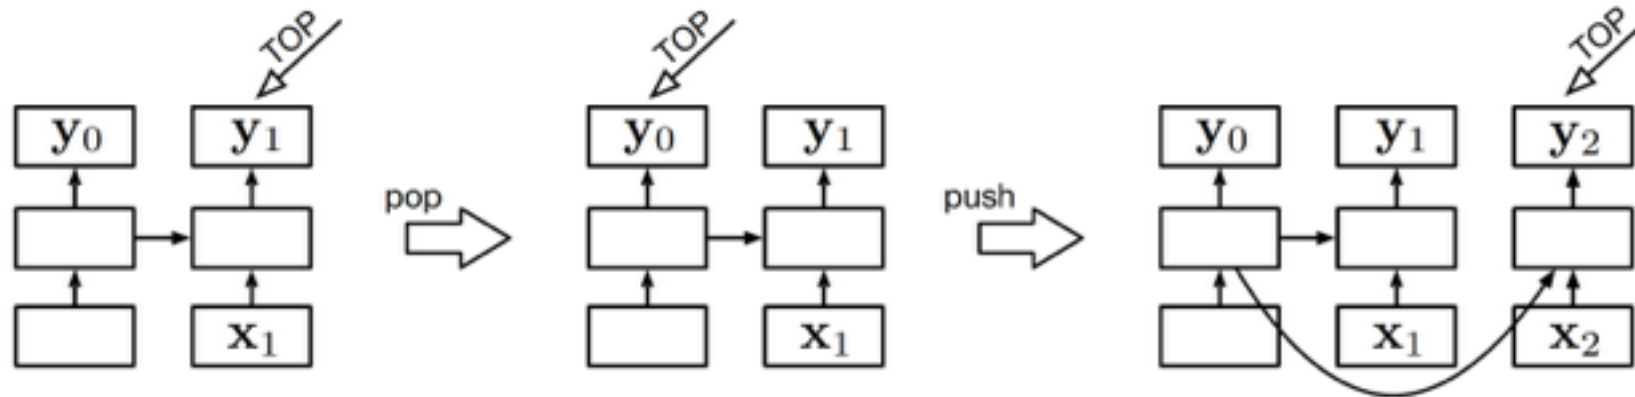 TOP TOP TOP
y₀ y₁ y₀ y₁ y₀ y₁ y₂
pop push
x₁ x₁ x₁ x₂